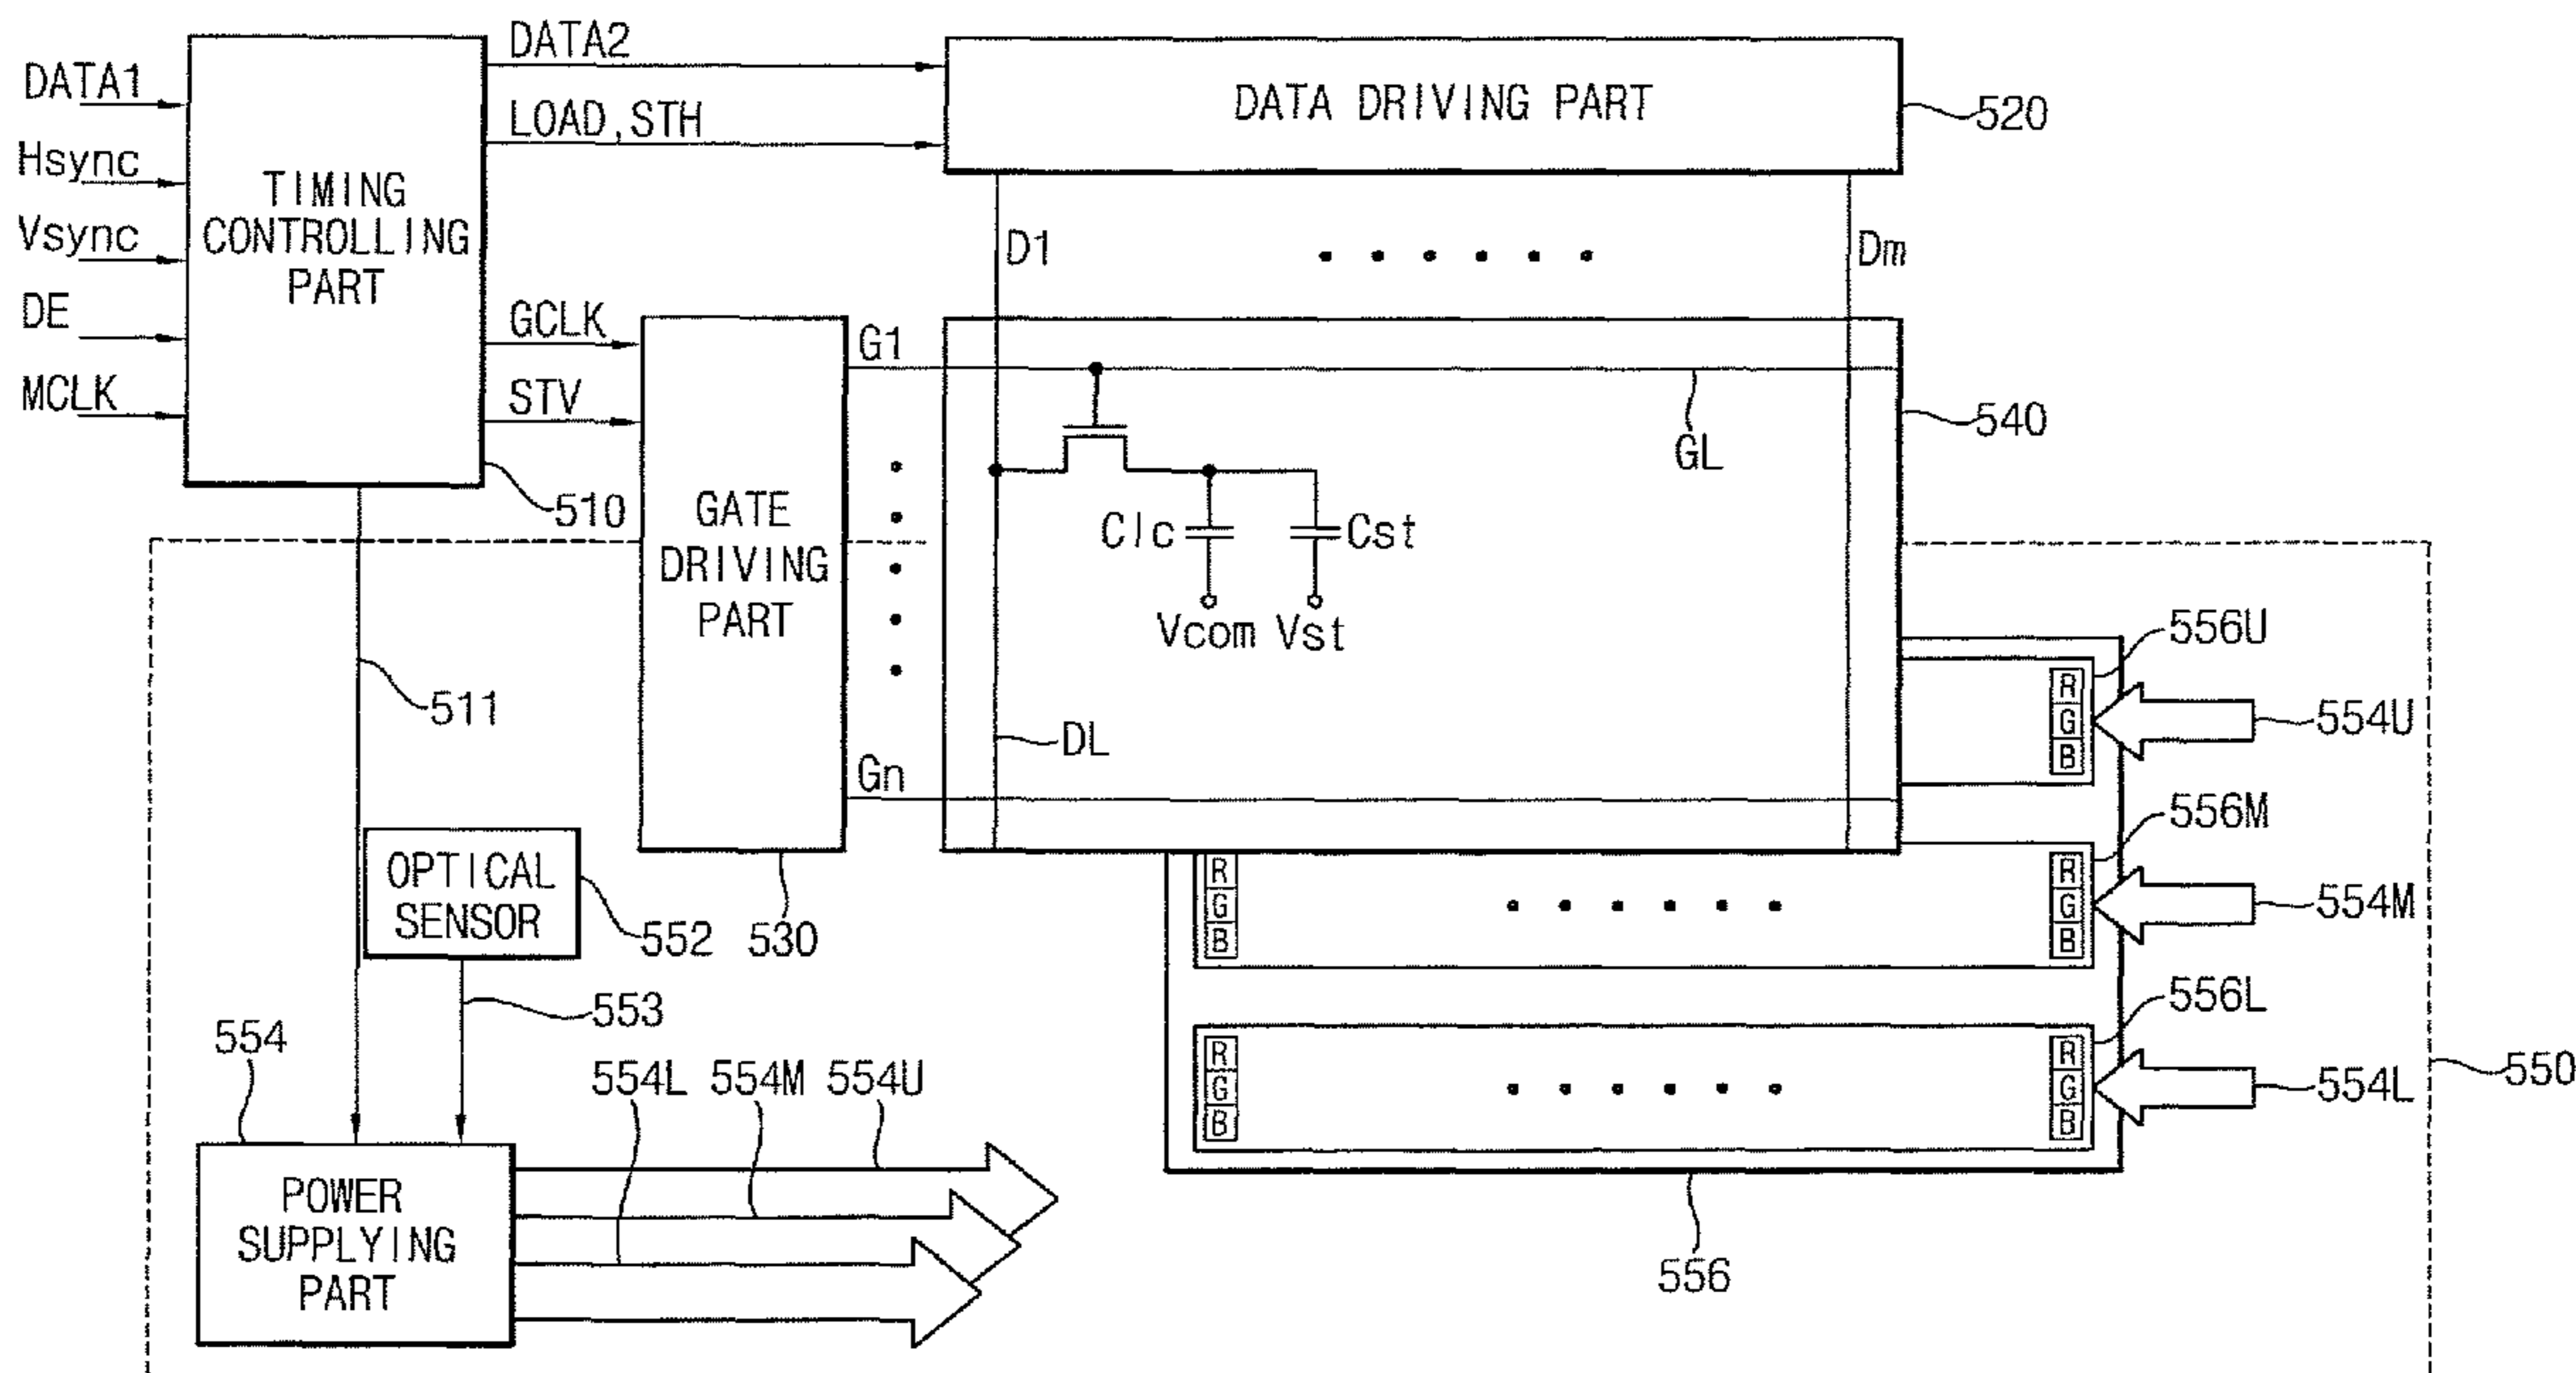 DATA1
Hsync
Vsync
DE
MCLK
TIMING
CONTROLLING
PART
510
DATA2
LOAD,STH
GCLK
STV
DATA DRIVING PART
520
D1
Dm
GATE
DRIVING
PART
530
G1
Gn
GL
DL
540
Clc
Cst
Vcom
Vst
511
OPTICAL
SENSOR
552
553
554
POWER
SUPPLYING
PART
554L
554M
554U
R
G
B
556U
554U
R
G
B
R
G
B
556M
554M
R
G
B
R
G
B
556L
554L
550
556